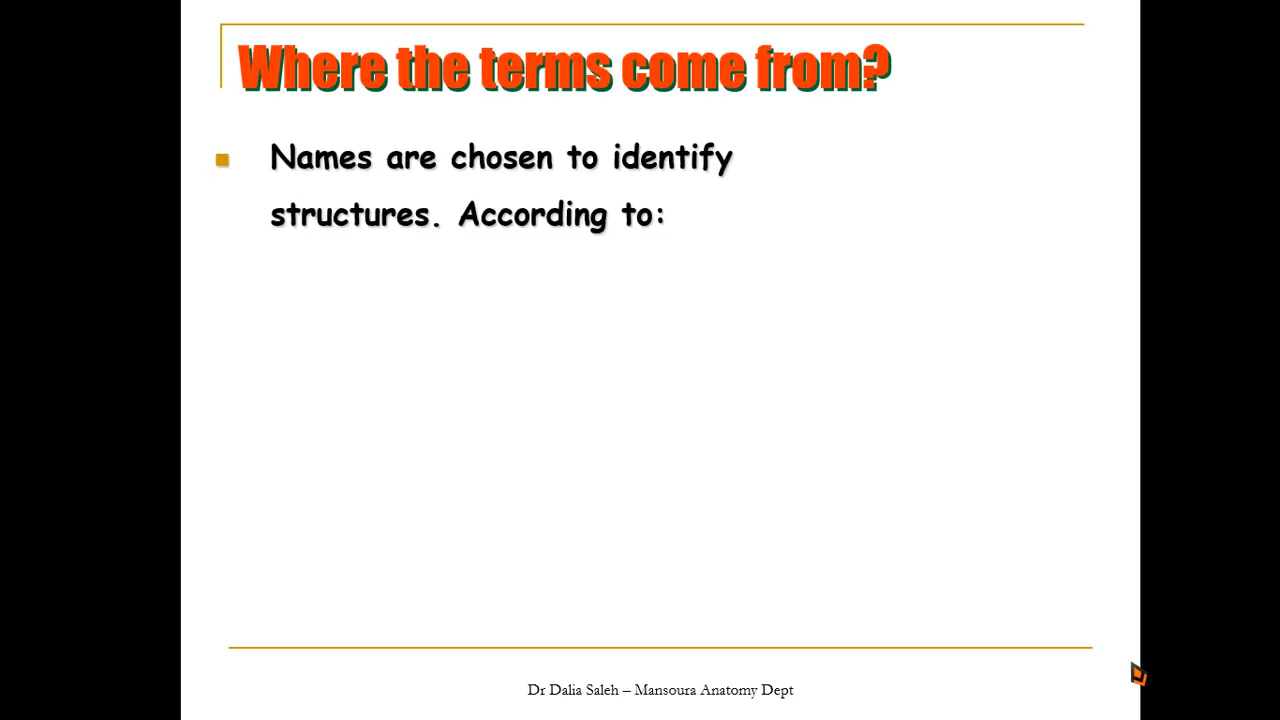 Where the terms come from?
Names are chosen to identify
structures. According to:
Dr Dalia Saleh – Mansoura Anatomy Dept